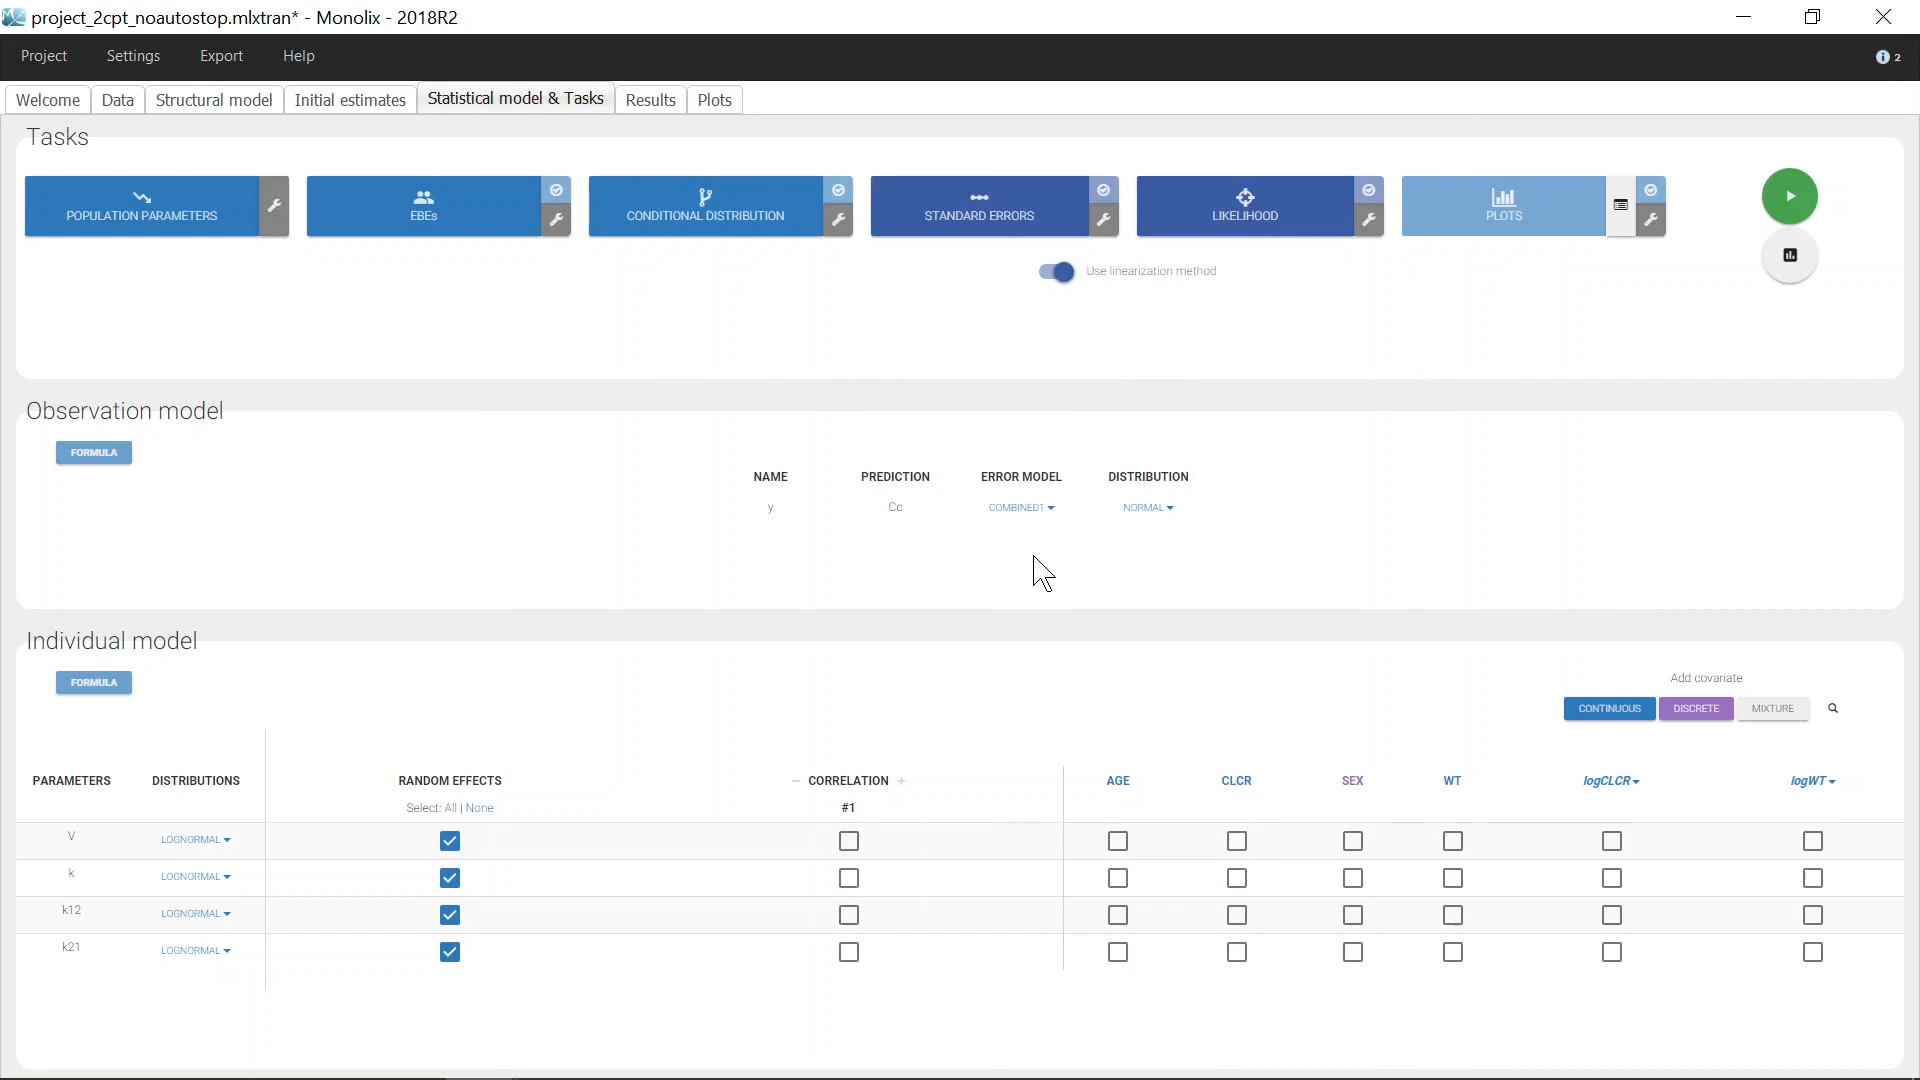 project_2cpt_noautostop.mlxtran* - Monolix - 2018R2
Project Settings Export Help 2
Welcome Data Structural model Initial estimates Statistical model & Tasks Results Plots
Tasks
POPULATION PARAMETERS EBEs CONDITIONAL DISTRIBUTION STANDARD ERRORS LIKELIHOOD PLOTS
Use linearization method
Observation model
FORMULA
NAME PREDICTION ERROR MODEL DISTRIBUTION
y Cc COMBINED1 NORMAL
Individual model
FORMULA
Add covariate
CONTINUOUS DISCRETE MIXTURE
PARAMETERS DISTRIBUTIONS RANDOM EFFECTS - CORRELATION + AGE CLCR SEX WT logCLCR logWT
Select: All | None #1
V LOGNORMAL
k LOGNORMAL
k12 LOGNORMAL
k21 LOGNORMAL